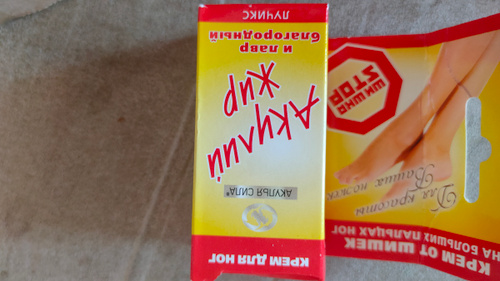 КРЕМ ДЛЯ НОГ
АКУЛЬЯ СИЛА®
Акулий
жир
и лавр
благородный
ЛУЧИКС
КРЕМ ОТ ШИШЕК
НА БОЛЬШИХ ПАЛЬЦАХ НОГ
Для красоты
Ваших ножек
STOP
ШИШКА